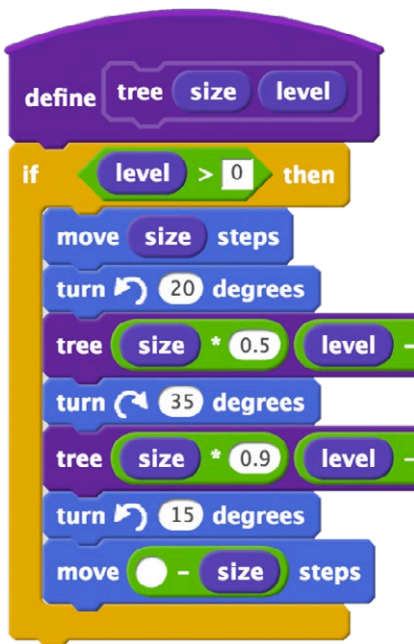 define tree size level
if level > 0 then
move size steps
turn 20 degrees
tree size * 0.5 level -
turn 35 degrees
tree size * 0.9 level -
turn 15 degrees
move - size steps